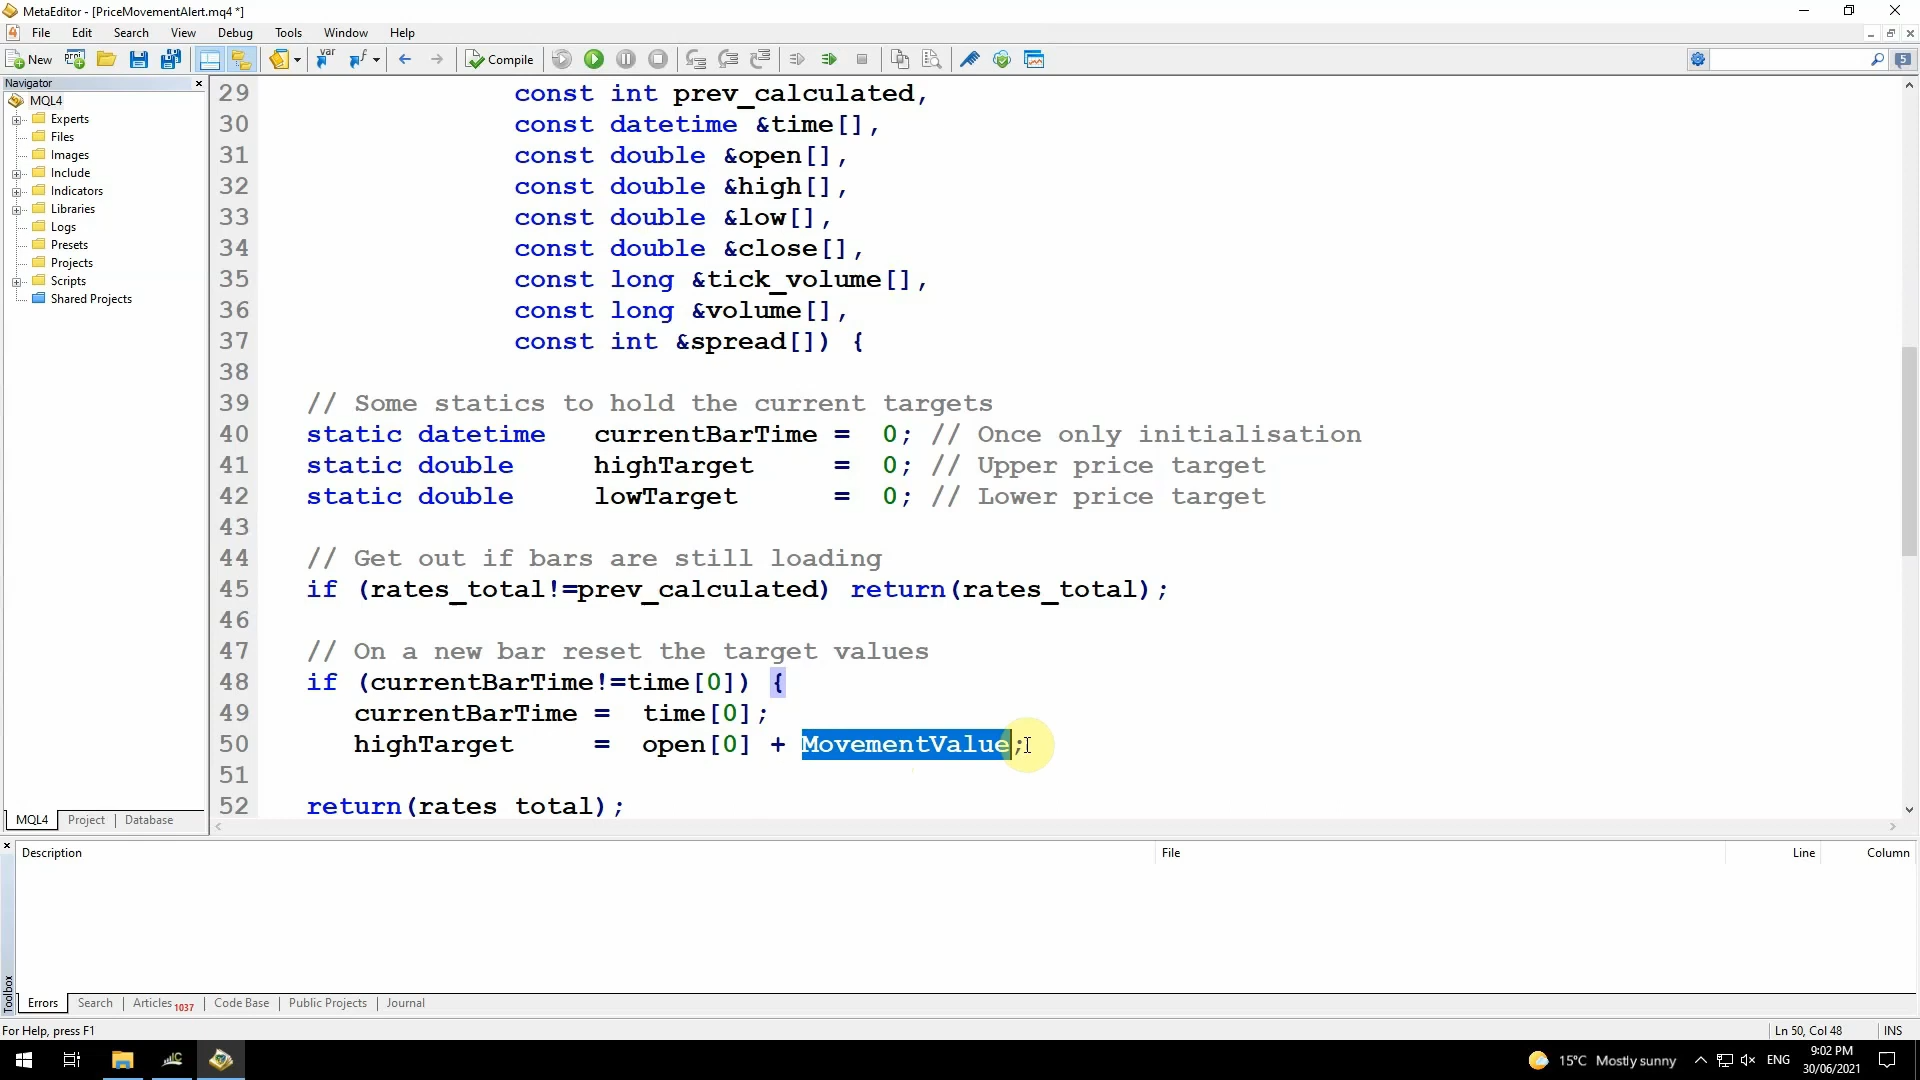 MetaEditor - [PriceMovementAlert.mq4 *]
File Edit Search View Debug Tools Window Help
New Compile
5
Navigator
MQL4
Experts
Files
Images
Include
Indicators
Libraries
Logs
Presets
Projects
Scripts
Shared Projects
MQL4 Project Database
29 const int prev_calculated,
30 const datetime &time[],
31 const double &open[],
32 const double &high[],
33 const double &low[],
34 const double &close[],
35 const long &tick_volume[],
36 const long &volume[],
37 const int &spread[]) {
38
39 // Some statics to hold the current targets
40 static datetime currentBarTime = 0; // Once only initialisation
41 static double highTarget = 0; // Upper price target
42 static double lowTarget = 0; // Lower price target
43
44 // Get out if bars are still loading
45 if (rates_total!=prev_calculated) return(rates_total);
46
47 // On a new bar reset the target values
48 if (currentBarTime!=time[0]) {
49 currentBarTime = time[0];
50 highTarget = open[0] + MovementValue;
51
52 return(rates total);
Description File Line Column
Toolbox
Errors Search Articles 1037 Code Base Public Projects Journal
For Help, press F1 Ln 50, Col 48 INS
15°C Mostly sunny ENG 9:02 PM
30/06/2021